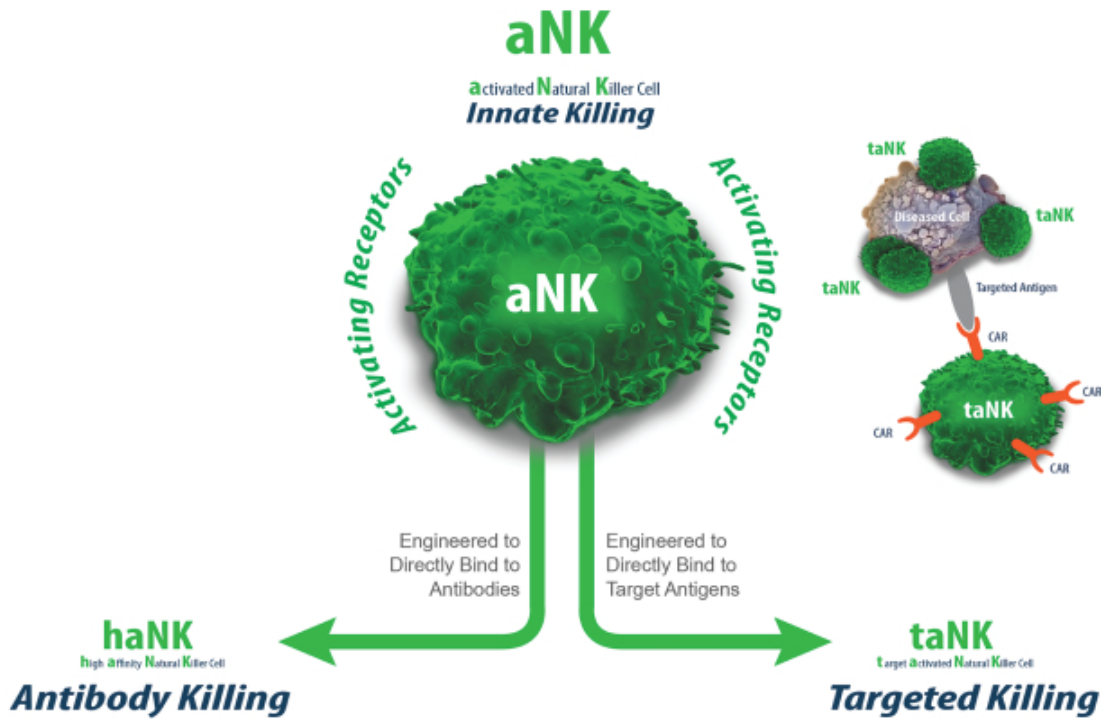 aNK
activated Natural Killer Cell
Innate Killing
Activating Receptors
aNK
Activating Receptors
taNK
Diseased Cell
taNK
taNK
Targeted Antigen
CAR
taNK
CAR
CAR
CAR
Engineered to
Directly Bind to
Antibodies
Engineered to
Directly Bind to
Target Antigens
haNK
high affinity Natural Killer Cell
Antibody Killing
taNK
target activated Natural Killer Cell
Targeted Killing